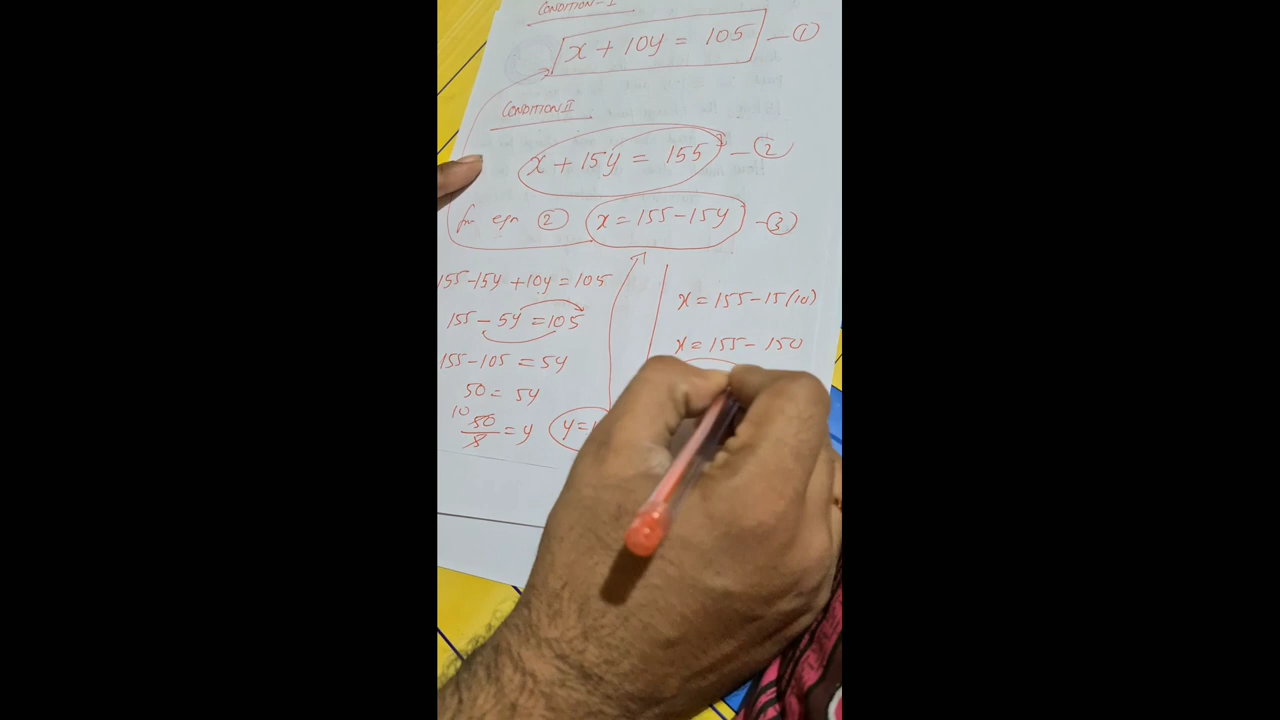 CONDITION-I
x + 10y = 105 - ①
CONDITION II
x + 15y = 155 - ②
eqn ② x = 155 - 15y - ③
155 - 15y + 10y = 105
155 - 5y = 105
155 - 105 = 5y
50 = 5y
10
50/5 = y y =
x = 155 - 15(10)
x = 155 - 150